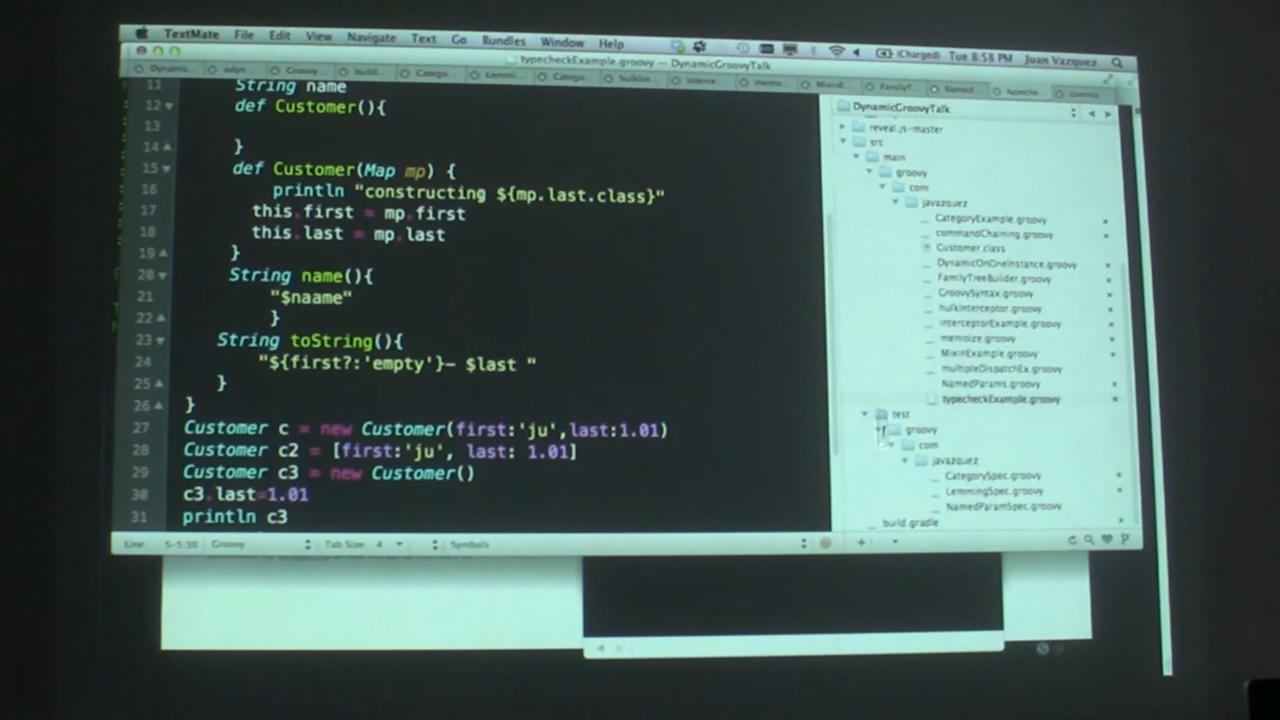 TextMate File Edit View Navigate Text Go Bundles Window Help (Charged) Tue 8:58 PM Juan Vazquez
typecheckExample.groovy — DynamicGroovyTalk
11 String name
12 def Customer(){
13
14 }
15 def Customer(Map mp) {
16 println "constructing ${mp.last.class}"
17 this.first = mp.first
18 this.last = mp.last
19 }
20 String name(){
21 "$naame"
22 }
23 String toString(){
24 "${first?:'empty'}- $last "
25 }
26 }
27 Customer c = new Customer(first:'ju',last:1.01)
28 Customer c2 = [first:'ju', last: 1.01]
29 Customer c3 = new Customer()
30 c3.last=1.01
31 println c3
Line: 5-5:30 Groovy Tab Size: 4 Symbols
DynamicGroovyTalk
reveal.js-master
src
main
groovy
com
javazquez
CategoryExample.groovy
commandChaining.groovy
Customer.class
DynamicOnOneInstance.groovy
FamilyTreeBuilder.groovy
GroovySyntax.groovy
hulkInterceptor.groovy
interceptorExample.groovy
memoize.groovy
MixinExample.groovy
multipleDispatchEx.groovy
NamedParams.groovy
typecheckExample.groovy
test
groovy
com
javazquez
CategorySpec.groovy
LemmingSpec.groovy
NamedParamSpec.groovy
build.gradle